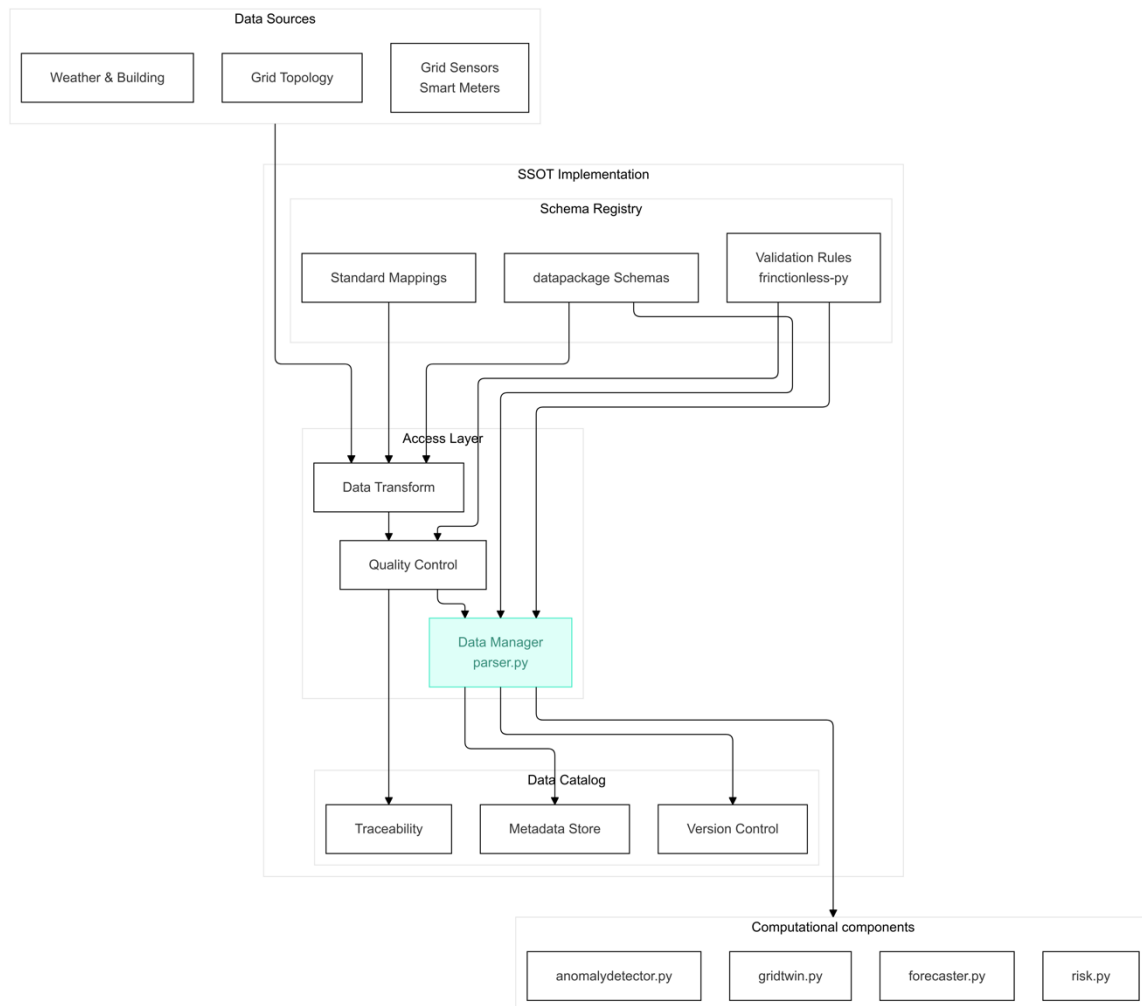 Data Sources
Weather & Building
Grid Topology
Grid Sensors
Smart Meters
SSOT Implementation
Schema Registry
Standard Mappings
datapackage Schemas
Validation Rules
frinctionless-py
Access Layer
Data Transform
Quality Control
Data Manager
parser.py
Data Catalog
Traceability
Metadata Store
Version Control
Computational components
anomalydetector.py
gridtwin.py
forecaster.py
risk.py